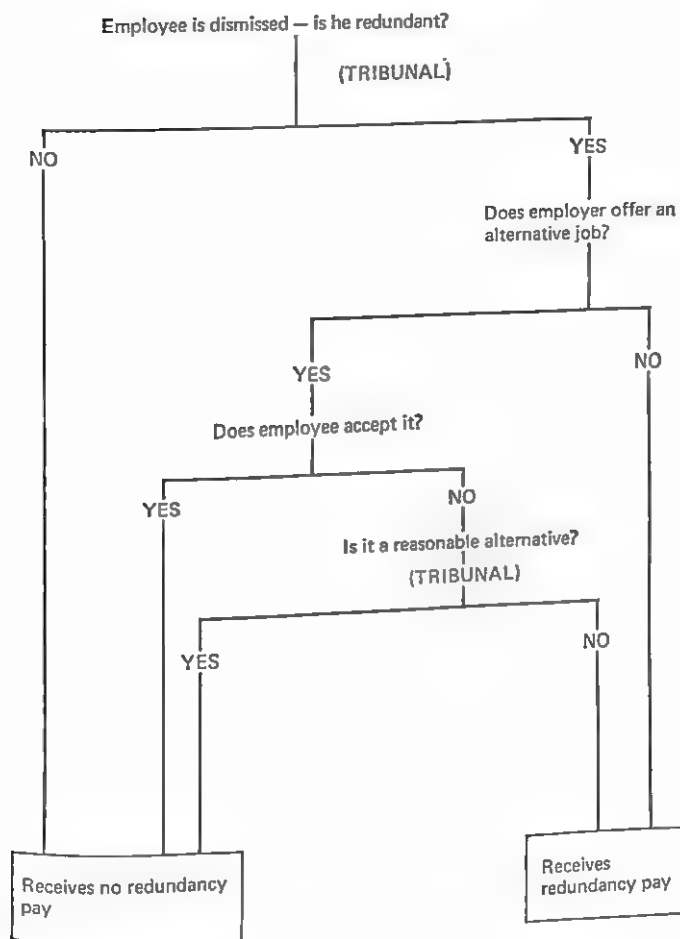 Employee is dismissed — is he redundant?
(TRIBUNAL)
NO
YES
Does employer offer an
alternative job?
YES
NO
Does employee accept it?
YES
NO
Is it a reasonable alternative?
(TRIBUNAL)
YES
NO
Receives no redundancy
pay
Receives
redundancy pay